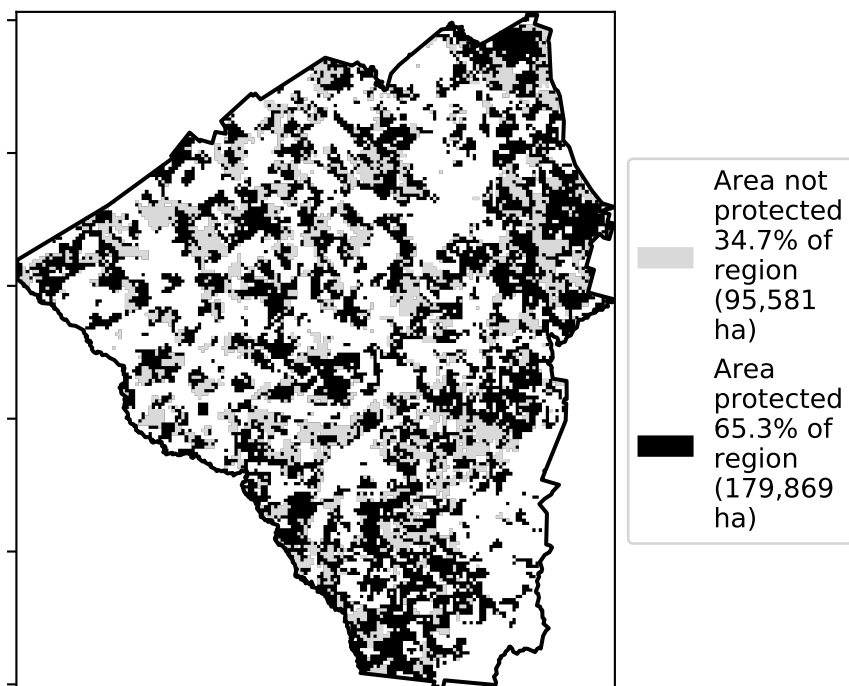 Area not
protected
34.7% of
region
(95,581
ha)
Area
protected
65.3% of
region
(179,869
ha)